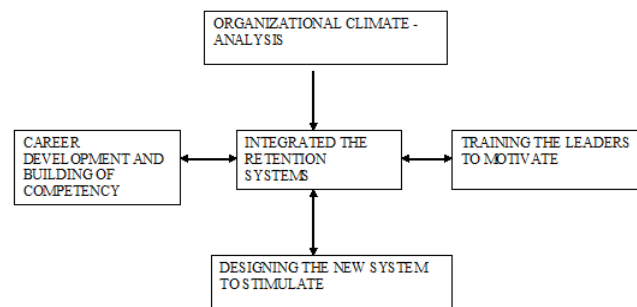 ORGANIZATIONAL CLIMATE -
ANALYSIS
CAREER
DEVELOPMENT AND
BUILDING OF
COMPETENCY
INTEGRATED THE
RETENTION
SYSTEMS
TRAINING THE LEADERS
TO MOTIVATE
DESIGNING THE NEW SYSTEM
TO STIMULATE